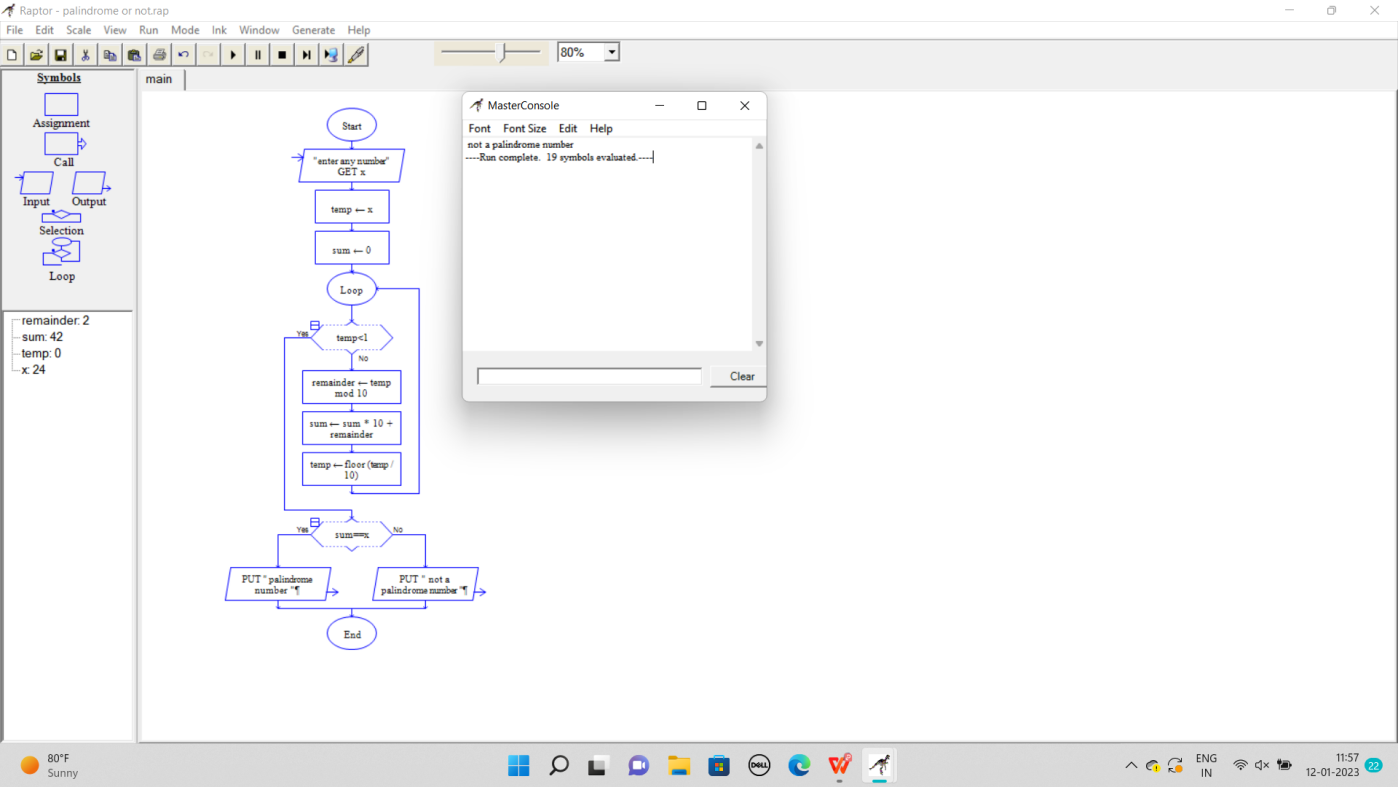 Raptor - palindrome or not.rap
File Edit Scale View Run Mode Ink Window Generate Help
80%
Symbols
Assignment
Call
Input Output
Selection
Loop
remainder: 2
sum: 42
temp: 0
x: 24
main
Start
"enter any number"
GET x
temp ← x
sum ← 0
Loop
Yes
temp<1
No
remainder ← temp
mod 10
sum ← sum * 10 +
remainder
temp ← floor (temp /
10)
Yes
sum==x
No
PUT " palindrome
number "¶
PUT " not a
palindrome number "¶
End
MasterConsole
Font Font Size Edit Help
not a palindrome number
----Run complete.  19 symbols evaluated.----
Clear
80°F
Sunny
DELL
W
ENG
IN
11:57
12-01-2023
22